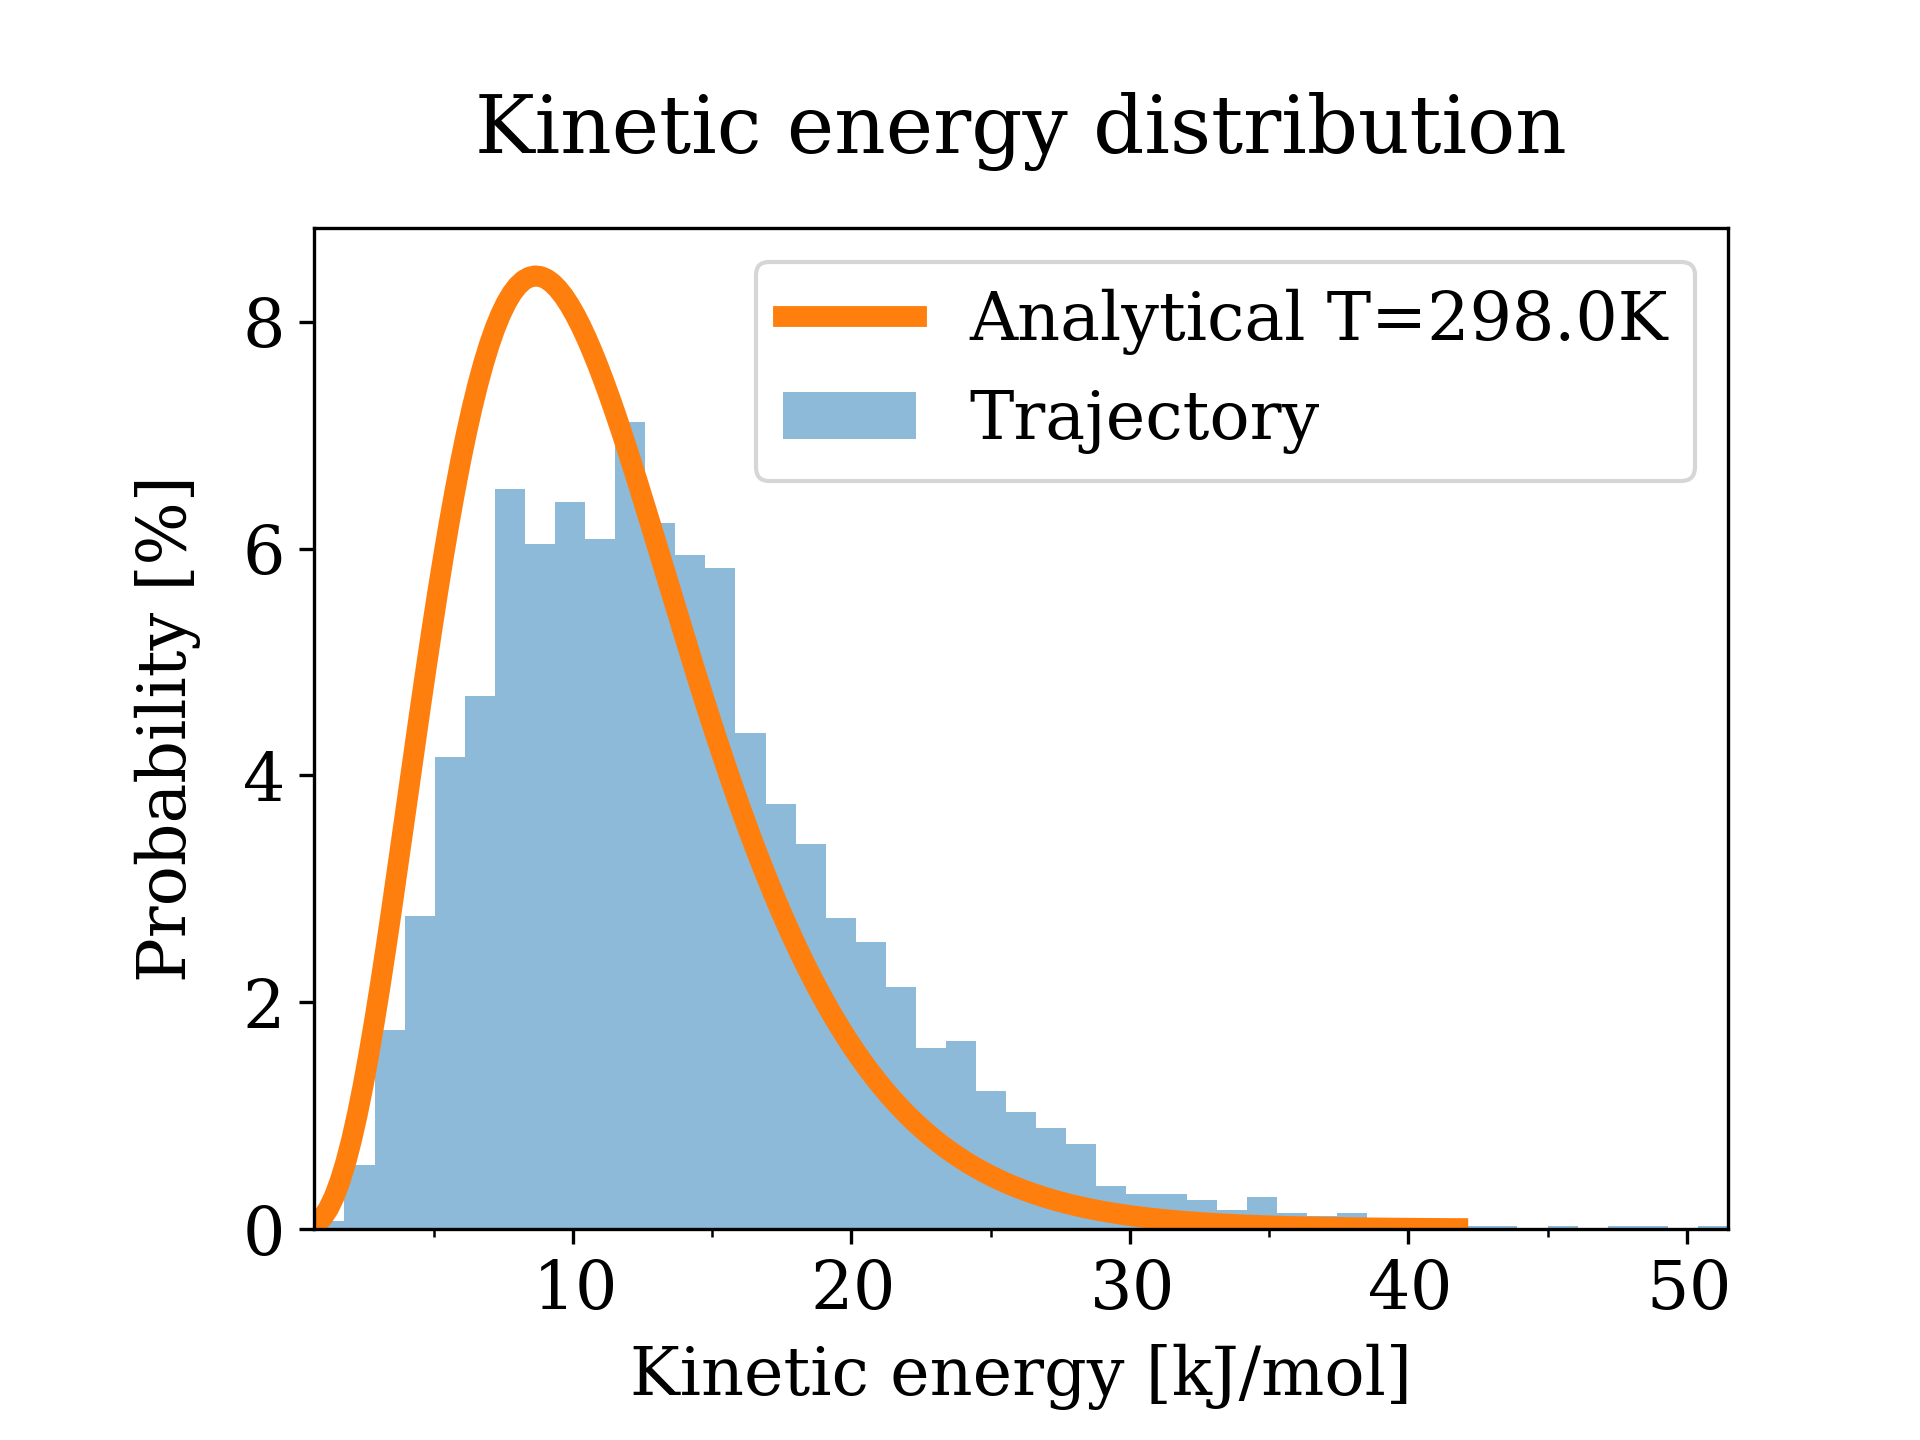 Kinetic energy distribution
Analytical T=298.0K
Trajectory
Probability [%]
8
6
4
2
0
10 20 30 40 50
Kinetic energy [kJ/mol]